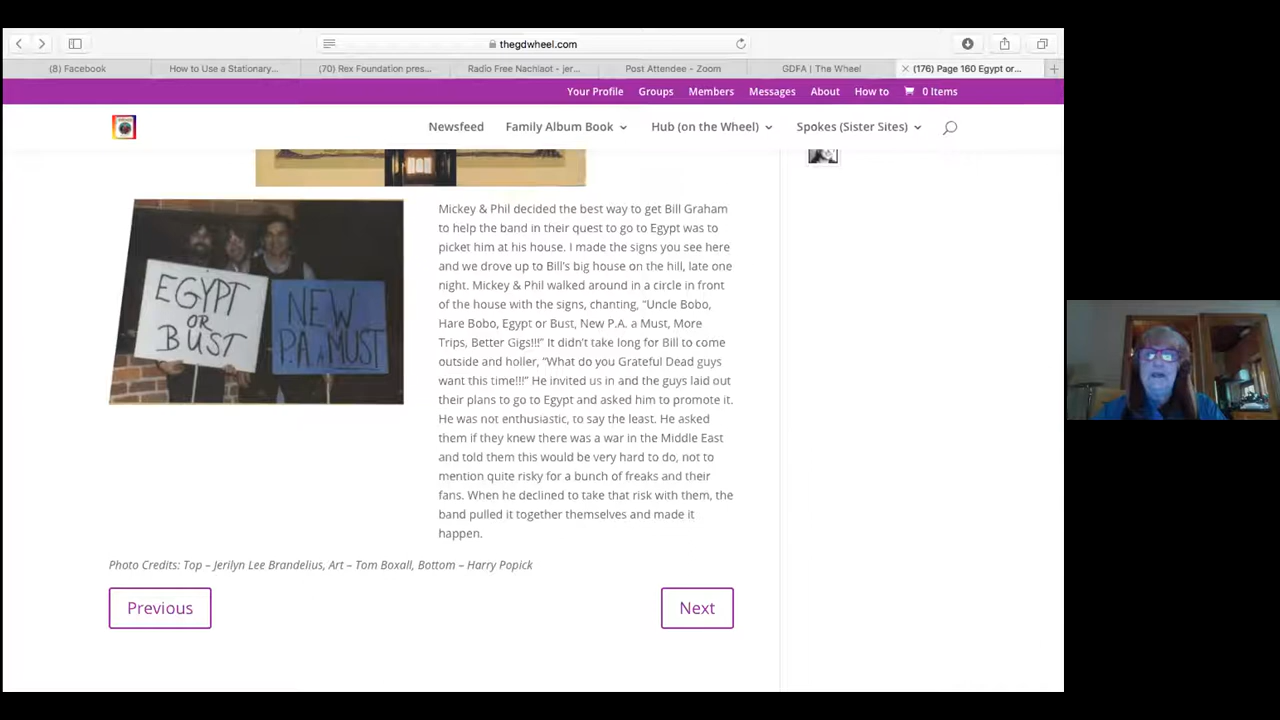 thegdwheel.com
(8) Facebook
How to Use a Stationary...
(70) Rex Foundation pres...
Radio Free Nachlaot - jer...
Post Attendee - Zoom
GDFA | The Wheel
(176) Page 160 Egypt or...
Your Profile
Groups
Members
Messages
About
How to
0 Items
Newsfeed
Family Album Book
Hub (on the Wheel)
Spokes (Sister Sites)
EGYPT
OR
BUST
NEW
P.A. a MUST
Mickey & Phil decided the best way to get Bill Graham
to help the band in their quest to go to Egypt was to
picket him at his house. I made the signs you see here
and we drove up to Bill's big house on the hill, late one
night. Mickey & Phil walked around in a circle in front
of the house with the signs, chanting, "Uncle Bobo,
Hare Bobo, Egypt or Bust, New P.A. a Must, More
Trips, Better Gigs!!!" It didn't take long for Bill to come
outside and holler, "What do you Grateful Dead guys
want this time!!!" He invited us in and the guys laid out
their plans to go to Egypt and asked him to promote it.
He was not enthusiastic, to say the least. He asked
them if they knew there was a war in the Middle East
and told them this would be very hard to do, not to
mention quite risky for a bunch of freaks and their
fans. When he declined to take that risk with them, the
band pulled it together themselves and made it
happen.
Photo Credits: Top – Jerilyn Lee Brandelius, Art – Tom Boxall, Bottom – Harry Popick
Previous
Next